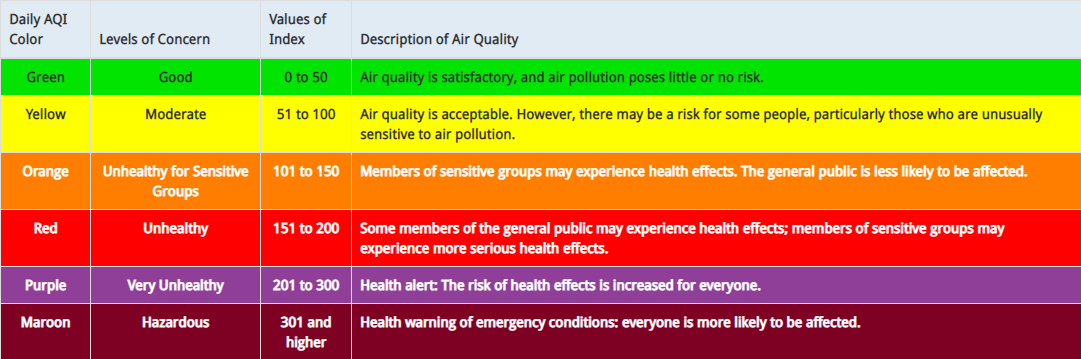 Daily AQI
Color
Levels of Concern
Values of
Index
Description of Air Quality
Green
Good
0 to 50
Air quality is satisfactory, and air pollution poses little or no risk.
Yellow
Moderate
51 to 100
Air quality is acceptable. However, there may be a risk for some people, particularly those who are unusually
sensitive to air pollution.
Orange
Unhealthy for Sensitive
Groups
101 to 150
Members of sensitive groups may experience health effects. The general public is less likely to be affected.
Red
Unhealthy
151 to 200
Some members of the general public may experience health effects; members of sensitive groups may
experience more serious health effects.
Purple
Very Unhealthy
201 to 300
Health alert: The risk of health effects is increased for everyone.
Maroon
Hazardous
301 and
higher
Health warning of emergency conditions: everyone is more likely to be affected.